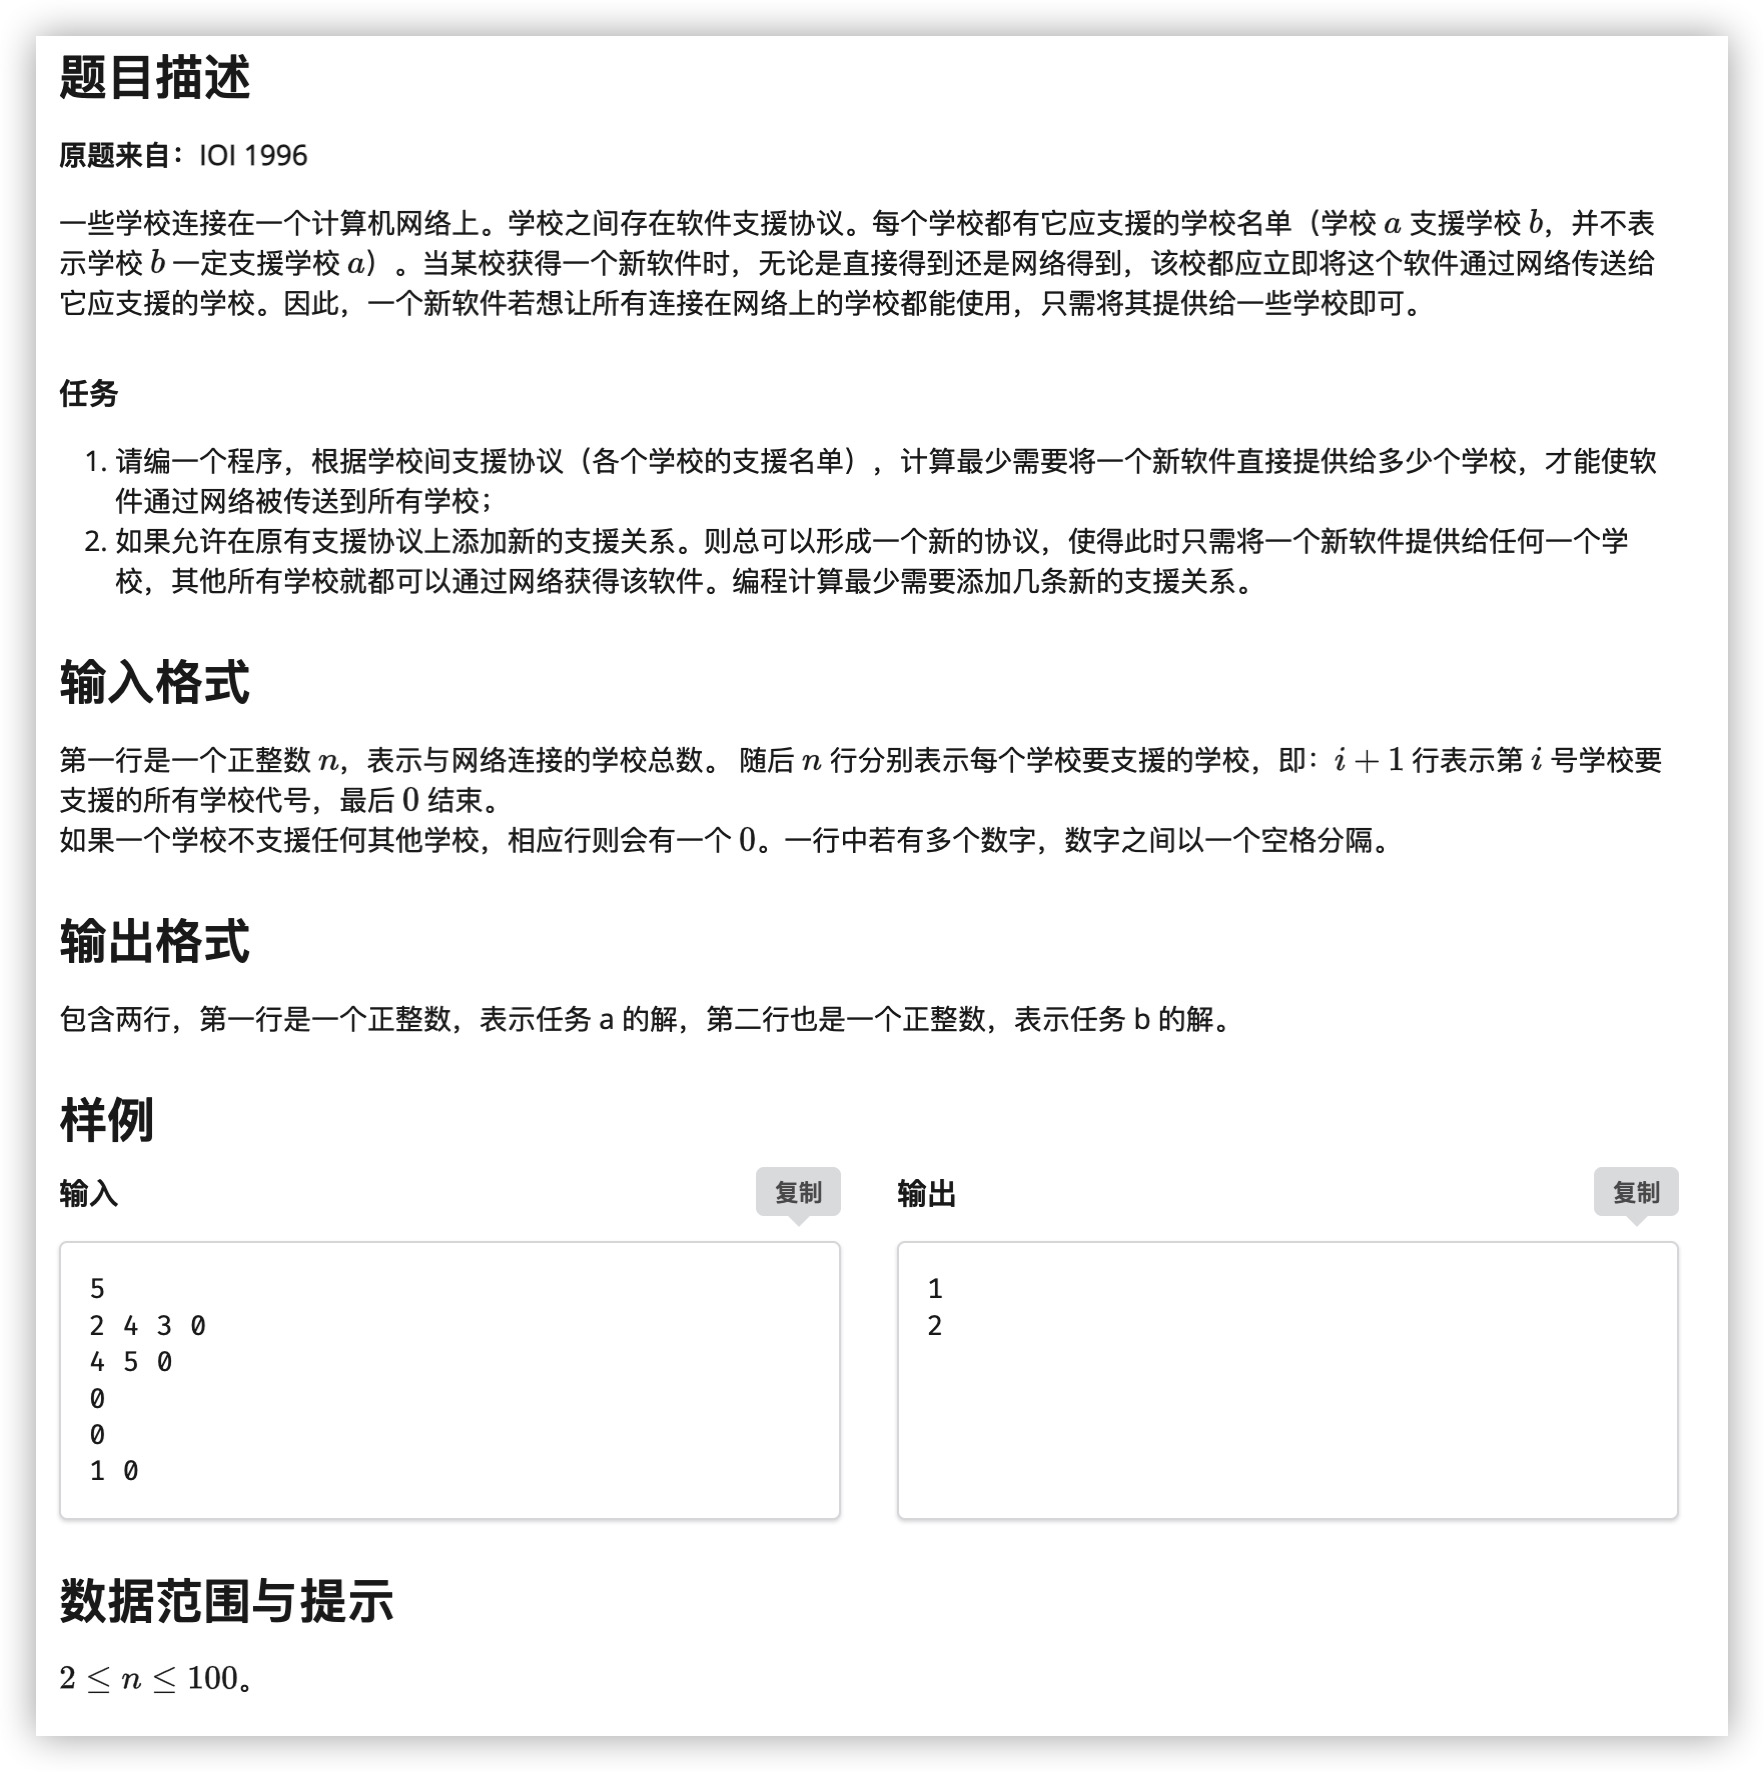 题目描述
原题来自：IOI 1996
一些学校连接在一个计算机网络上。学校之间存在软件支援协议。每个学校都有它应支援的学校名单（学校 a 支援学校 b，并不表
示学校 b 一定支援学校 a）。当某校获得一个新软件时，无论是直接得到还是网络得到，该校都应立即将这个软件通过网络传送给
它应支援的学校。因此，一个新软件若想让所有连接在网络上的学校都能使用，只需将其提供给一些学校即可。
任务
1. 请编一个程序，根据学校间支援协议（各个学校的支援名单），计算最少需要将一个新软件直接提供给多少个学校，才能使软
件通过网络被传送到所有学校；
2. 如果允许在原有支援协议上添加新的支援关系。则总可以形成一个新的协议，使得此时只需将一个新软件提供给任何一个学
校，其他所有学校就都可以通过网络获得该软件。编程计算最少需要添加几条新的支援关系。
输入格式
第一行是一个正整数 n，表示与网络连接的学校总数。 随后 n 行分别表示每个学校要支援的学校，即：i + 1 行表示第 i 号学校要
支援的所有学校代号，最后 0 结束。
如果一个学校不支援任何其他学校，相应行则会有一个 0。一行中若有多个数字，数字之间以一个空格分隔。
输出格式
包含两行，第一行是一个正整数，表示任务 a 的解，第二行也是一个正整数，表示任务 b 的解。
样例
输入
复制
5
2 4 3 0
4 5 0
0
0
1 0
输出
复制
1
2
数据范围与提示
2 ≤ n ≤ 100。